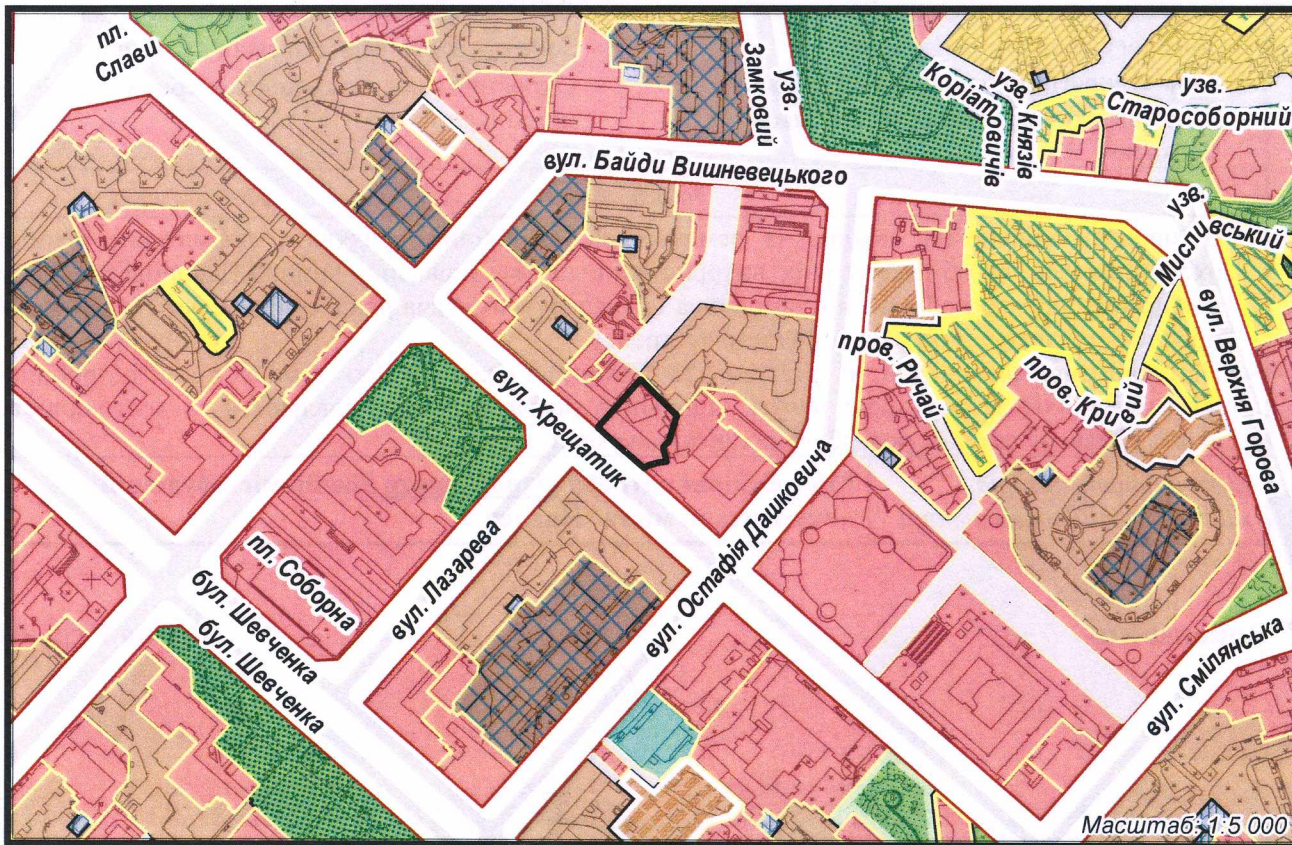 пл.
Слави
узв.
Замковий
узв.
Князів
Коріатовичів
узв.
Старособорний
вул. Байди Вишневецького
узв.
Мисливський
вул. Верхня Горова
пров. Ручай
пров. Кривий
вул. Хрещатик
вул. Остафія Дашковича
вул. Лазарева
пл. Соборна
бул. Шевченка
бул. Шевченка
вул. Смілянська
Масштаб: 1:5 000